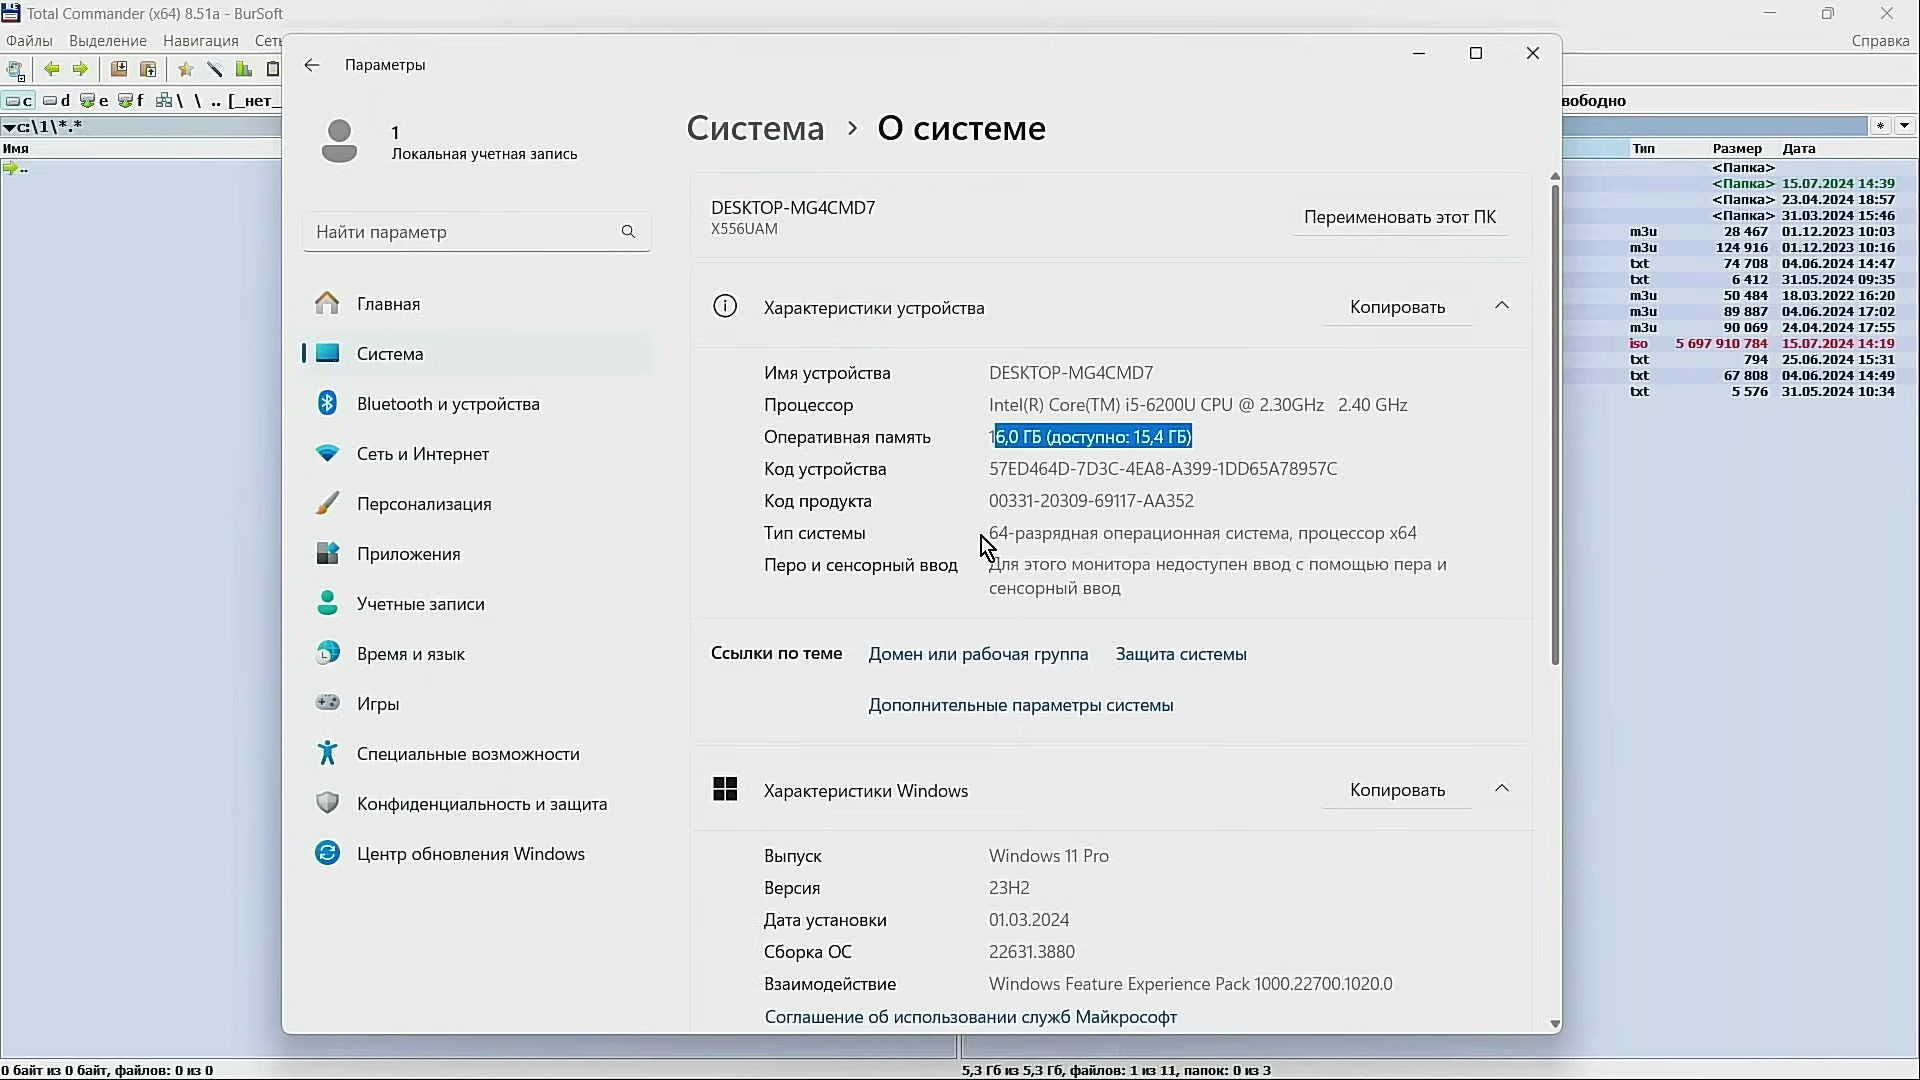 Total Commander (x64) 8.51a - BurSoft
Файлы Выделение Навигация Сеть
Справка
c d e f \ \ .. [_нет_
вободно
c:\1\*.*
* 
Имя
..
Тип Размер Дата
<Папка>
<Папка> 15.07.2024 14:39
<Папка> 23.04.2024 18:57
<Папка> 31.03.2024 15:46
m3u 28 467 01.12.2023 10:03
m3u 124 916 01.12.2023 10:16
txt 74 708 04.06.2024 14:47
txt 6 412 31.05.2024 09:35
m3u 50 484 18.03.2022 16:20
m3u 89 887 04.06.2024 17:02
m3u 90 069 24.04.2024 17:55
iso 5 697 910 784 15.07.2024 14:19
txt 794 25.06.2024 15:31
txt 67 808 04.06.2024 14:49
txt 5 576 31.05.2024 10:34
Параметры
1
Локальная учетная запись
Найти параметр
Главная
Система
Bluetooth и устройства
Сеть и Интернет
Персонализация
Приложения
Учетные записи
Время и язык
Игры
Специальные возможности
Конфиденциальность и защита
Центр обновления Windows
Система > О системе
DESKTOP-MG4CMD7
X556UAM
Переименовать этот ПК
Характеристики устройства Копировать
Имя устройства DESKTOP-MG4CMD7
Процессор Intel(R) Core(TM) i5-6200U CPU @ 2.30GHz 2.40 GHz
Оперативная память 16,0 ГБ (доступно: 15,4 ГБ)
Код устройства 57ED464D-7D3C-4EA8-A399-1DD65A78957C
Код продукта 00331-20309-69117-AA352
Тип системы 64-разрядная операционная система, процессор x64
Перо и сенсорный ввод Для этого монитора недоступен ввод с помощью пера и
сенсорный ввод
Ссылки по теме Домен или рабочая группа Защита системы
Дополнительные параметры системы
Характеристики Windows Копировать
Выпуск Windows 11 Pro
Версия 23H2
Дата установки 01.03.2024
Сборка ОС 22631.3880
Взаимодействие Windows Feature Experience Pack 1000.22700.1020.0
Соглашение об использовании служб Майкрософт
0 байт из 0 байт, файлов: 0 из 0
5,3 Гб из 5,3 Гб, файлов: 1 из 11, папок: 0 из 3